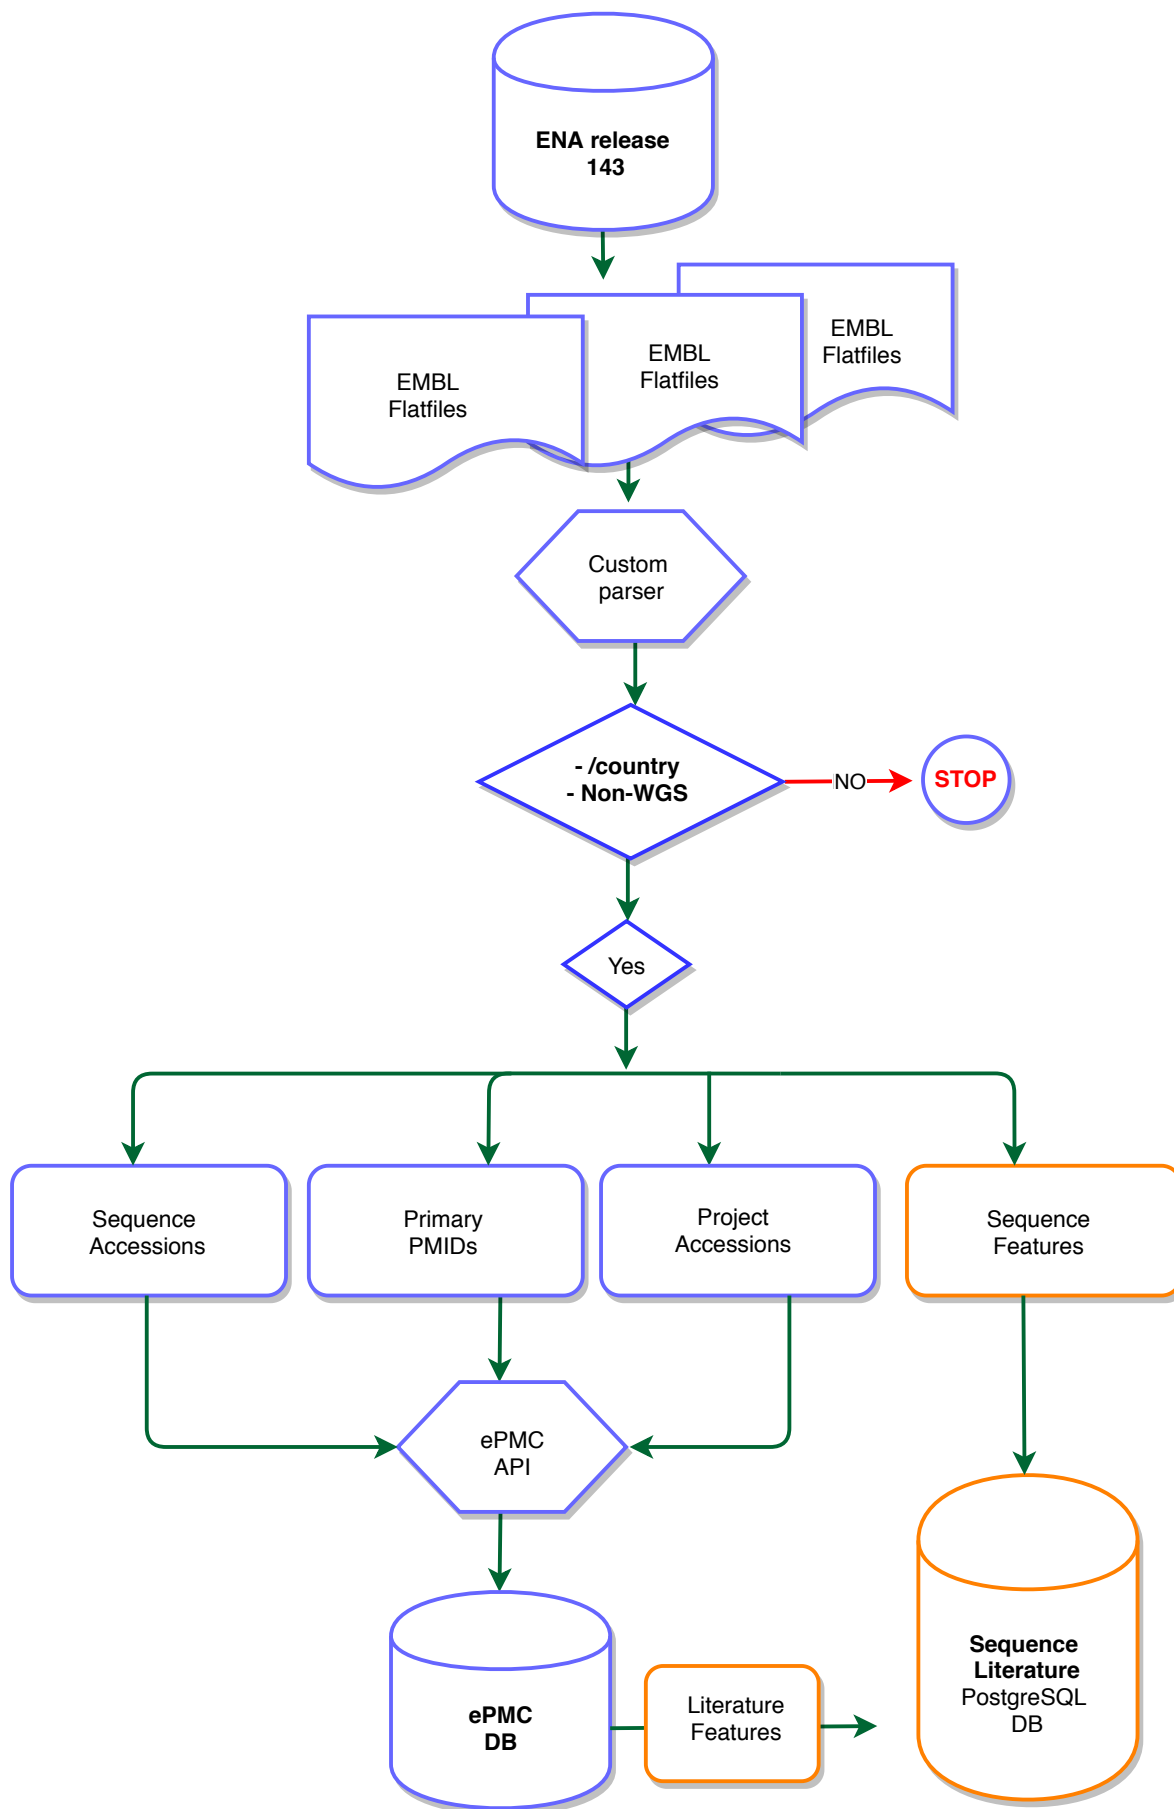 ENA release
143
EMBL
Flatfiles
EMBL
Flatfiles
EMBL
Flatfiles
Custom
parser
- /country
- Non-WGS
NO
STOP
Yes
Sequence
Accessions
Primary
PMIDs
Project
Accessions
Sequence
Features
ePMC
API
ePMC
DB
Literature
Features
Sequence
Literature
PostgreSQL
DB